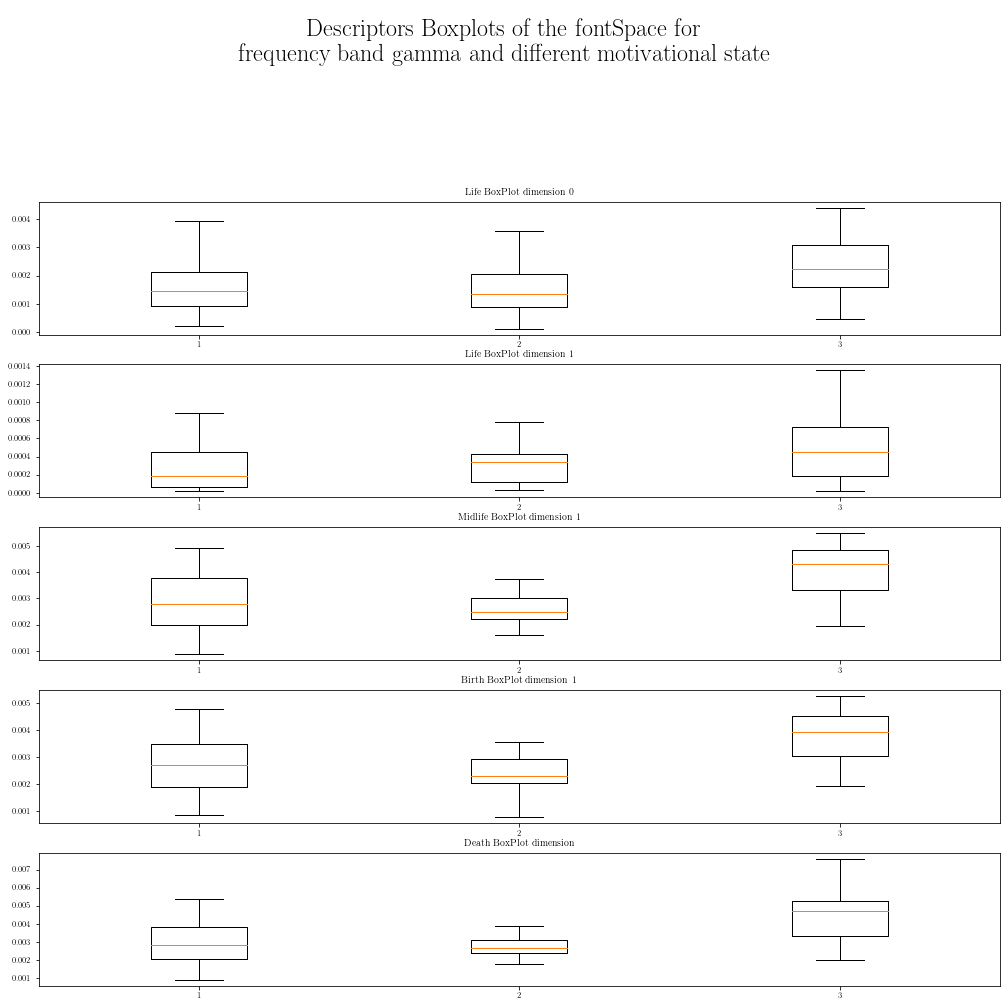 Descriptors Boxplots of the fontSpace for
frequency band gamma and different motivational state
Life BoxPlot dimension 0
0.004
0.003
0.002
0.001
0.000
1 2 3
Life BoxPlot dimension 1
0.0014
0.0012
0.0010
0.0008
0.0006
0.0004
0.0002
0.0000
1 2 3
Midlife BoxPlot dimension 1
0.005
0.004
0.003
0.002
0.001
1 2 3
Birth BoxPlot dimension 1
0.005
0.004
0.003
0.002
0.001
1 2 3
Death BoxPlot dimension
0.007
0.006
0.005
0.004
0.003
0.002
0.001
1 2 3